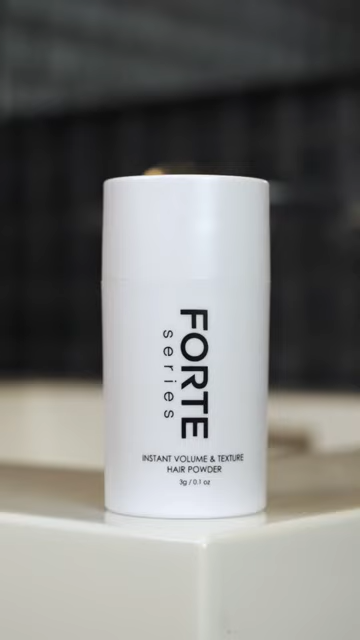 FORTE
series
INSTANT VOLUME & TEXTURE
HAIR POWDER
3g / 0.1 oz